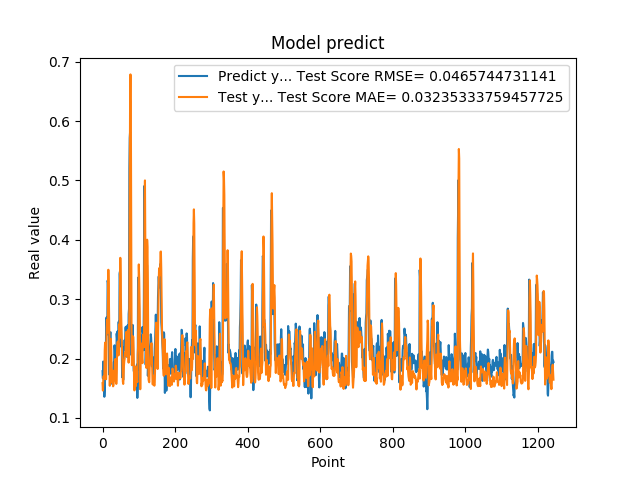 Model predict
Predict y... Test Score RMSE= 0.0465744731141
Test y... Test Score MAE= 0.03235333759457725
0.7
0.6
0.5
0.4
0.3
0.2
0.1
Real value
0 200 400 600 800 1000 1200
Point